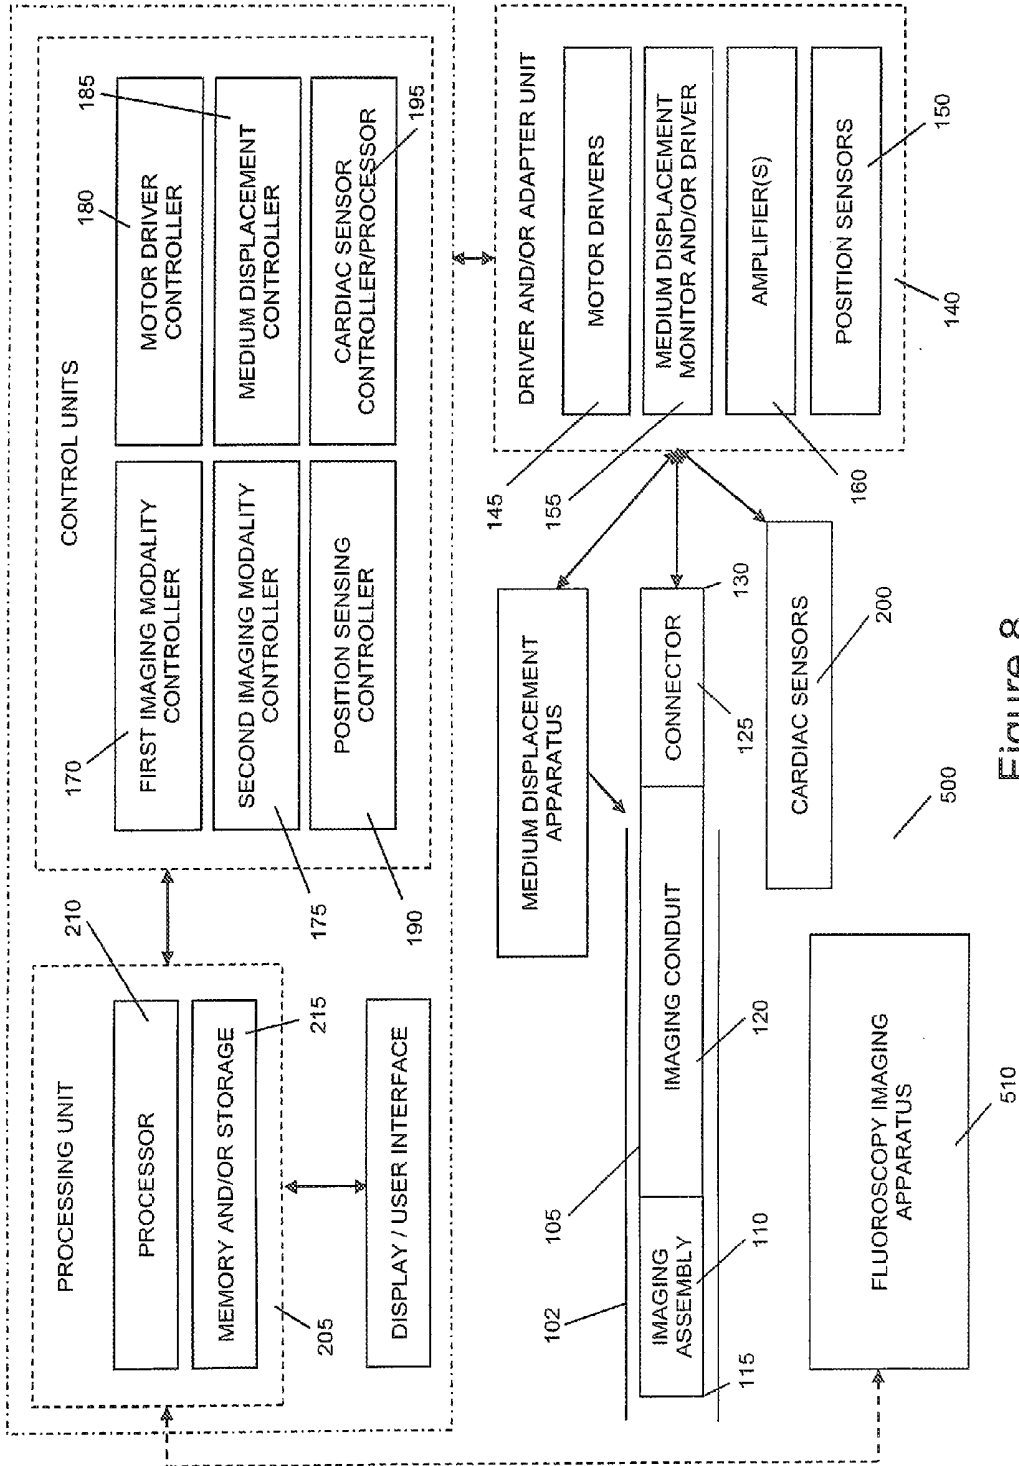 PROCESSING UNIT
PROCESSOR
210
MEMORY AND/OR STORAGE
215
205
DISPLAY / USER INTERFACE
CONTROL UNITS
170
FIRST IMAGING MODALITY
CONTROLLER
180
MOTOR DRIVER
CONTROLLER
185
SECOND IMAGING MODALITY
CONTROLLER
175
MEDIUM DISPLACEMENT
CONTROLLER
POSITION SENSING
CONTROLLER
190
CARDIAC SENSOR
CONTROLLER/PROCESSOR
195
DRIVER AND/OR ADAPTER UNIT
MOTOR DRIVERS
145
MEDIUM DISPLACEMENT
MONITOR AND/OR DRIVER
155
AMPLIFIER(S)
160
POSITION SENSORS
150
140
MEDIUM DISPLACEMENT
APPARATUS
102
105
IMAGING
ASSEMBLY
115
110
IMAGING CONDUIT
120
CONNECTOR
125
130
CARDIAC SENSORS
200
FLUOROSCOPY IMAGING
APPARATUS
510
500
Figure 8